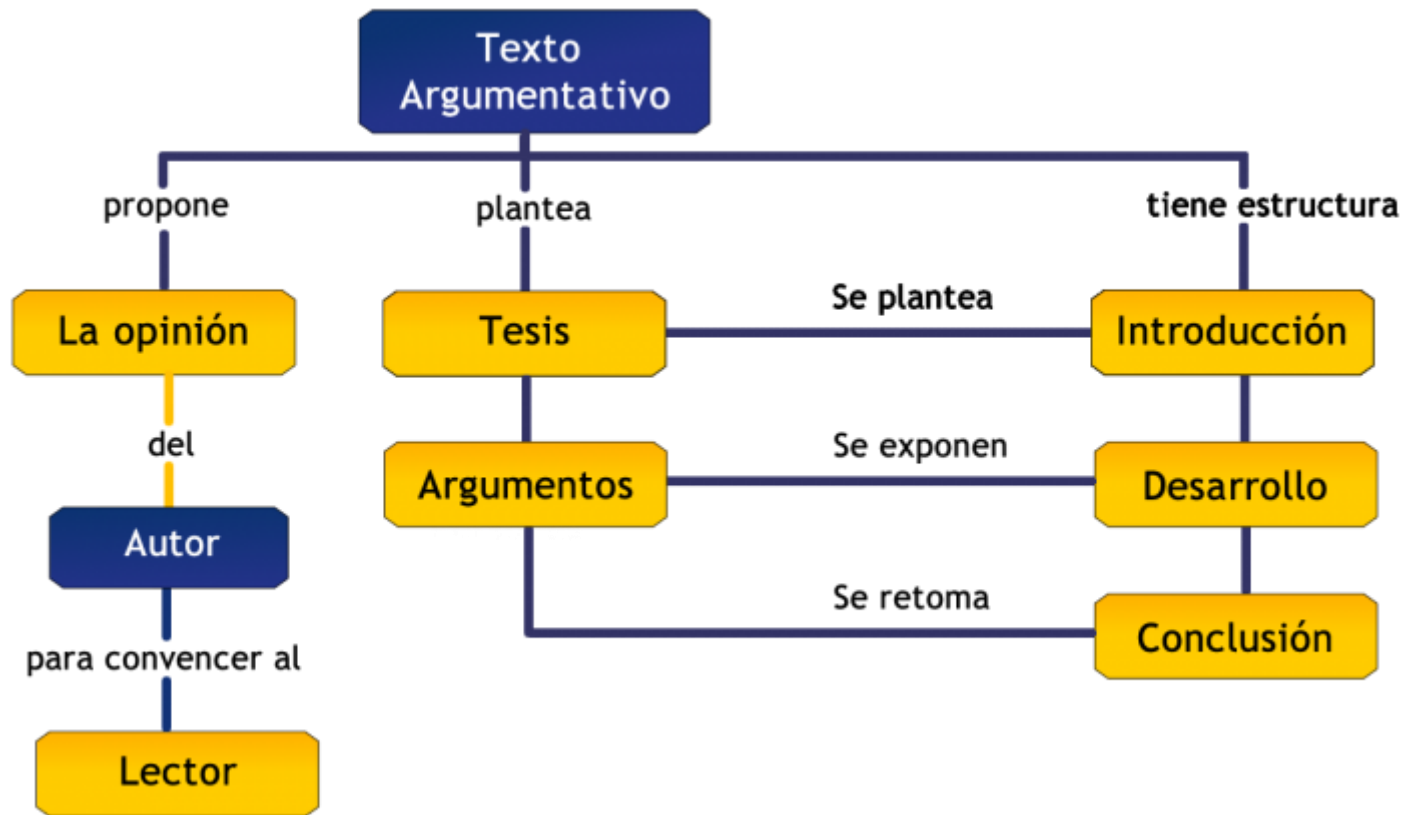 Texto
Argumentativo
propone
plantea
tiene estructura
La opinión
Tesis
Se plantea
Introducción
del
Argumentos
Se exponen
Desarrollo
Autor
Se retoma
Conclusión
para convencer al
Lector